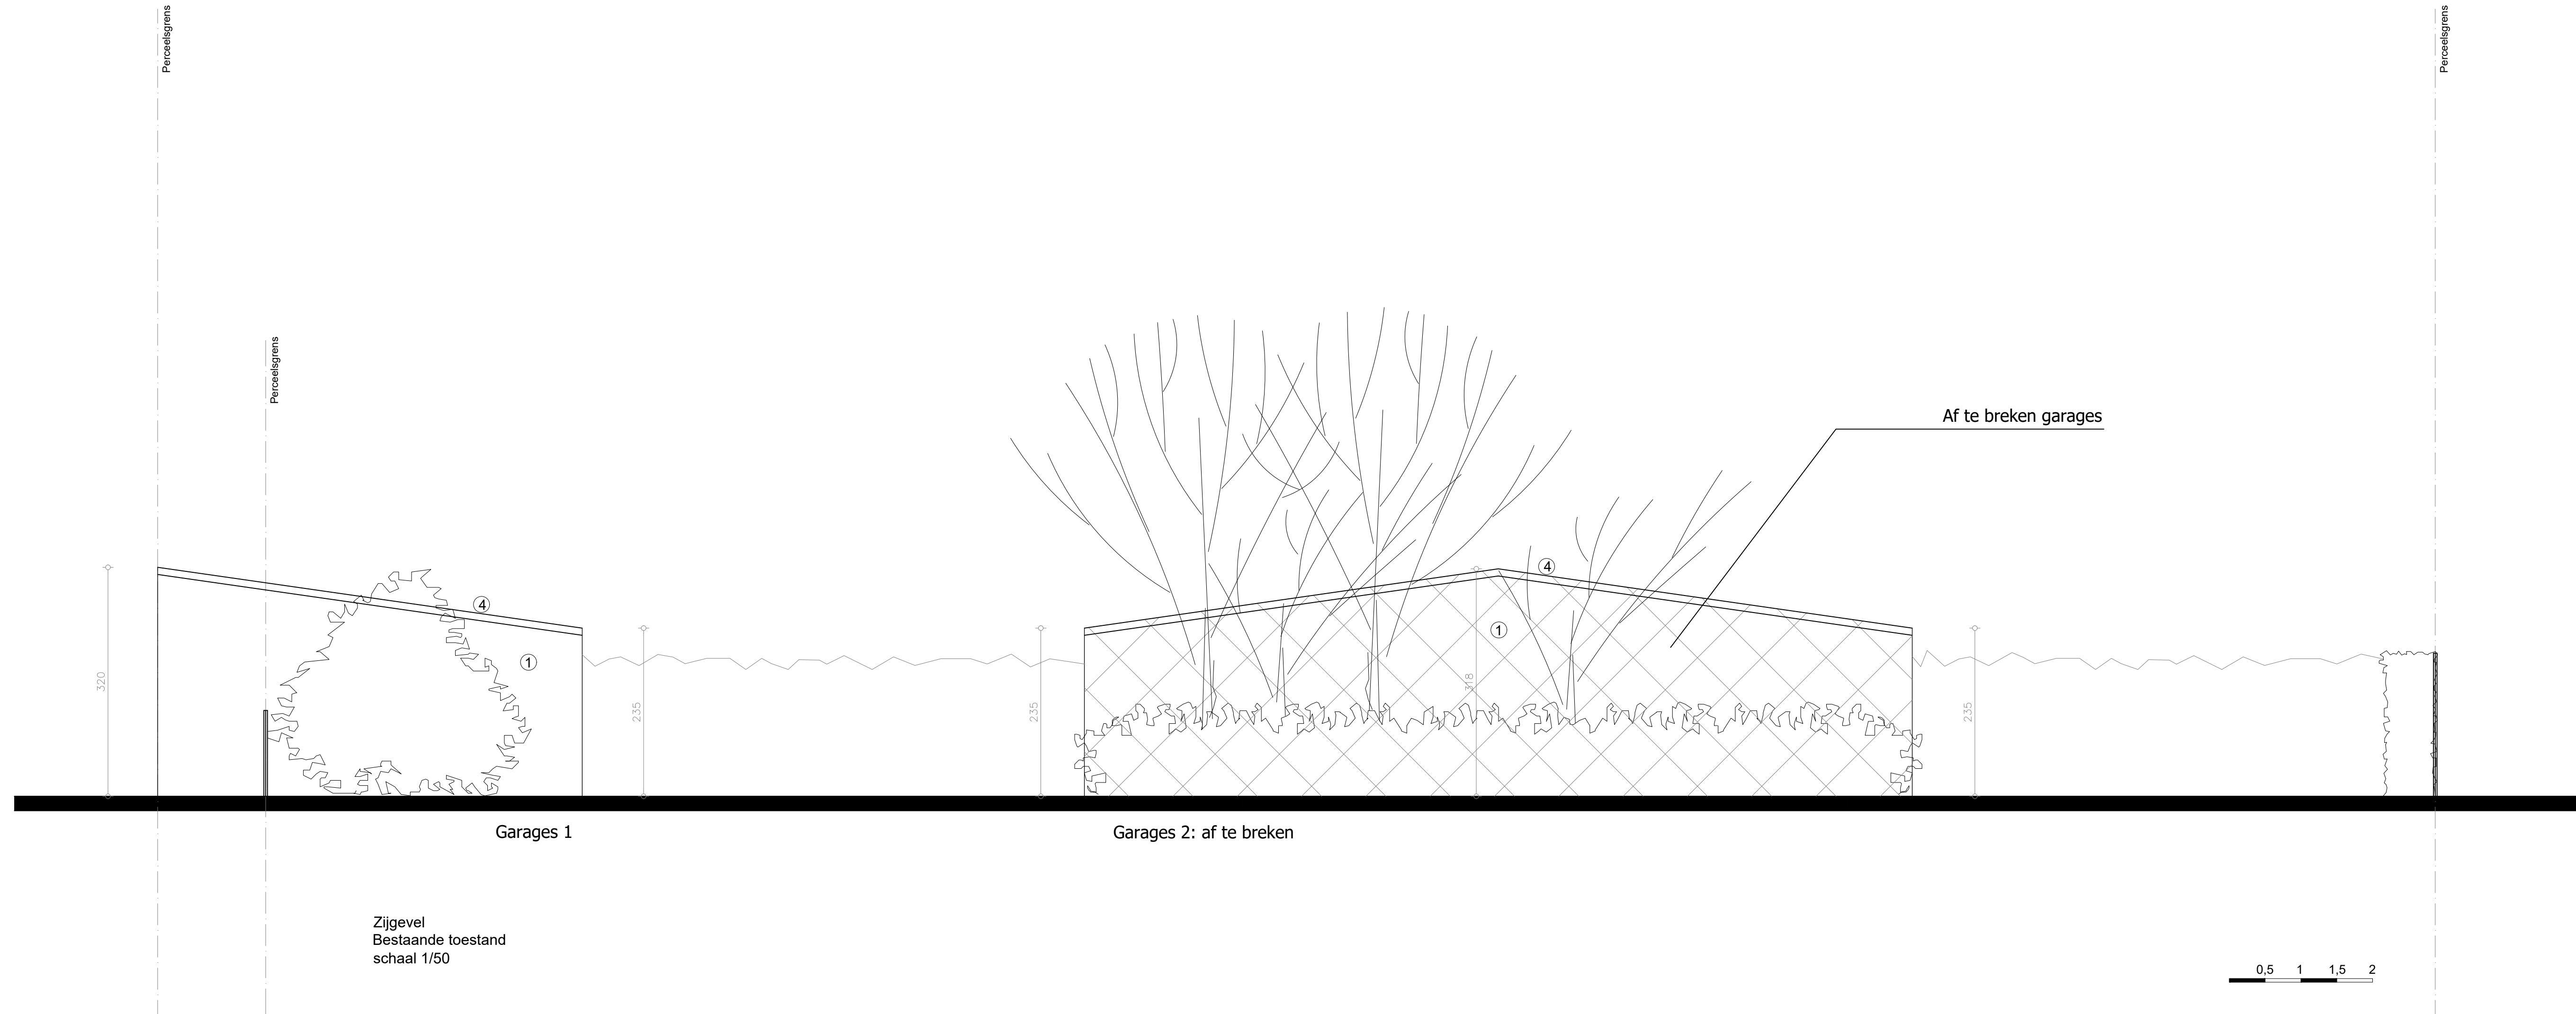 Perceelsgrens
Perceelsgrens
Perceelsgrens
Af te breken garages
4
4
1
1
320
235
235
318
235
Garages 1
Garages 2: af te breken
Zijgevel
Bestaande toestand
schaal 1/50
0,5 1 1,5 2